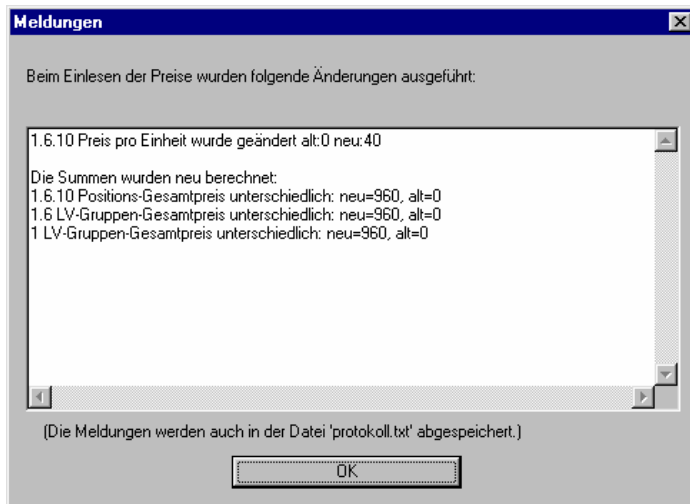 Meldungen
Beim Einlesen der Preise wurden folgende Änderungen ausgeführt:
1.6.10 Preis pro Einheit wurde geändert alt:0 neu:40
Die Summen wurden neu berechnet:
1.6.10 Positions-Gesamtpreis unterschiedlich: neu=960, alt=0
1.6 LV-Gruppen-Gesamtpreis unterschiedlich: neu=960, alt=0
1 LV-Gruppen-Gesamtpreis unterschiedlich: neu=960, alt=0
(Die Meldungen werden auch in der Datei 'protokoll.txt' abgespeichert.)
OK